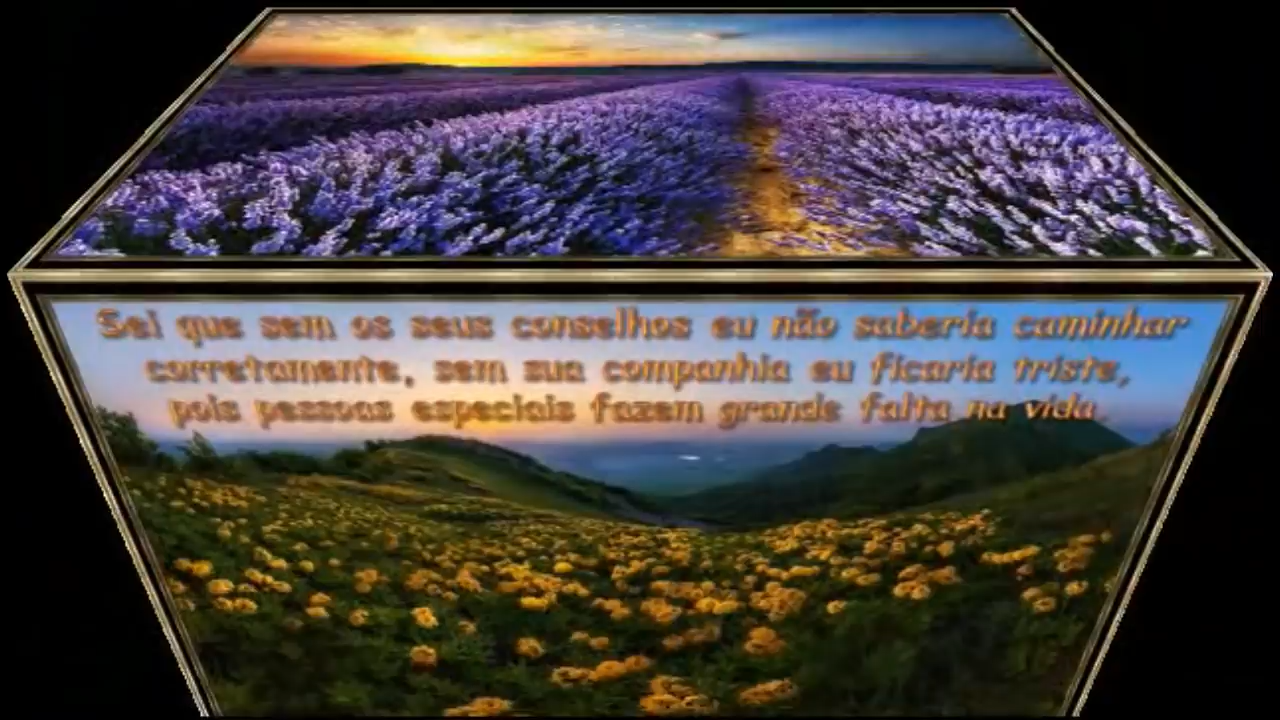 Sei que sem os seus conselhos eu não saberia caminhar
corretamente, sem sua companhia eu ficaria triste,
pois pessoas especiais fazem grande falta na vida.